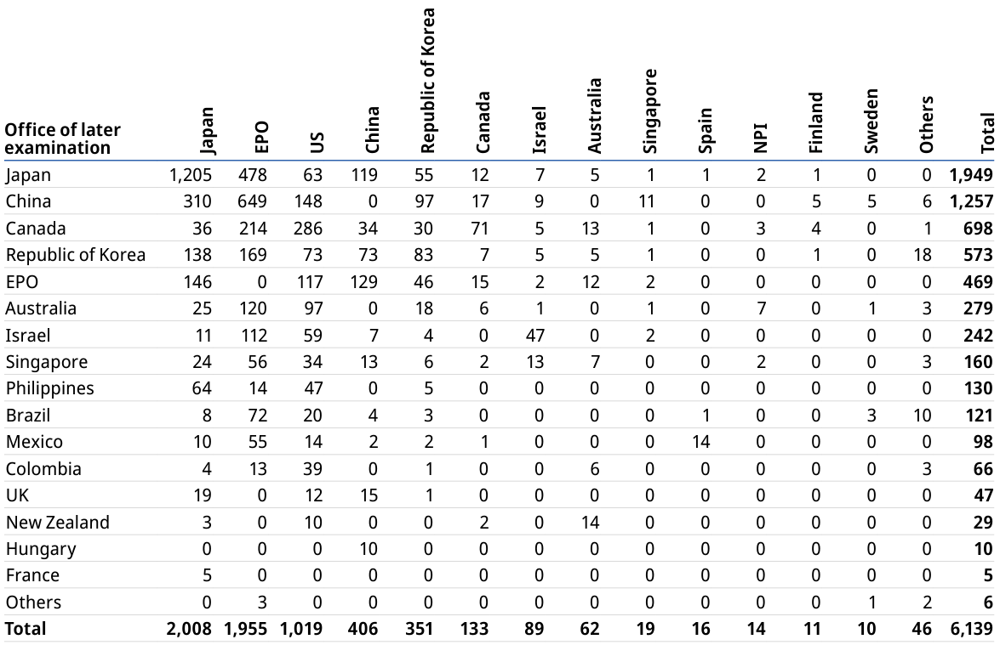 Office of later
examination Japan EPO US China Republic of Korea Canada Israel Australia Singapore Spain NPI Finland Sweden Others Total
Japan 1,205 478 63 119 55 12 7 5 1 1 2 1 0 0 1,949
China 310 649 148 0 97 17 9 0 11 0 0 5 5 6 1,257
Canada 36 214 286 34 30 71 5 13 1 0 3 4 0 1 698
Republic of Korea 138 169 73 73 83 7 5 5 1 0 0 1 0 18 573
EPO 146 0 117 129 46 15 2 12 2 0 0 0 0 0 469
Australia 25 120 97 0 18 6 1 0 1 0 7 0 1 3 279
Israel 11 112 59 7 4 0 47 0 2 0 0 0 0 0 242
Singapore 24 56 34 13 6 2 13 7 0 0 2 0 0 3 160
Philippines 64 14 47 0 5 0 0 0 0 0 0 0 0 0 130
Brazil 8 72 20 4 3 0 0 0 0 1 0 0 3 10 121
Mexico 10 55 14 2 2 1 0 0 0 14 0 0 0 0 98
Colombia 4 13 39 0 1 0 0 6 0 0 0 0 0 3 66
UK 19 0 12 15 1 0 0 0 0 0 0 0 0 0 47
New Zealand 3 0 10 0 0 2 0 14 0 0 0 0 0 0 29
Hungary 0 0 0 10 0 0 0 0 0 0 0 0 0 0 10
France 5 0 0 0 0 0 0 0 0 0 0 0 0 0 5
Others 0 3 0 0 0 0 0 0 0 0 0 0 1 2 6
Total 2,008 1,955 1,019 406 351 133 89 62 19 16 14 11 10 46 6,139